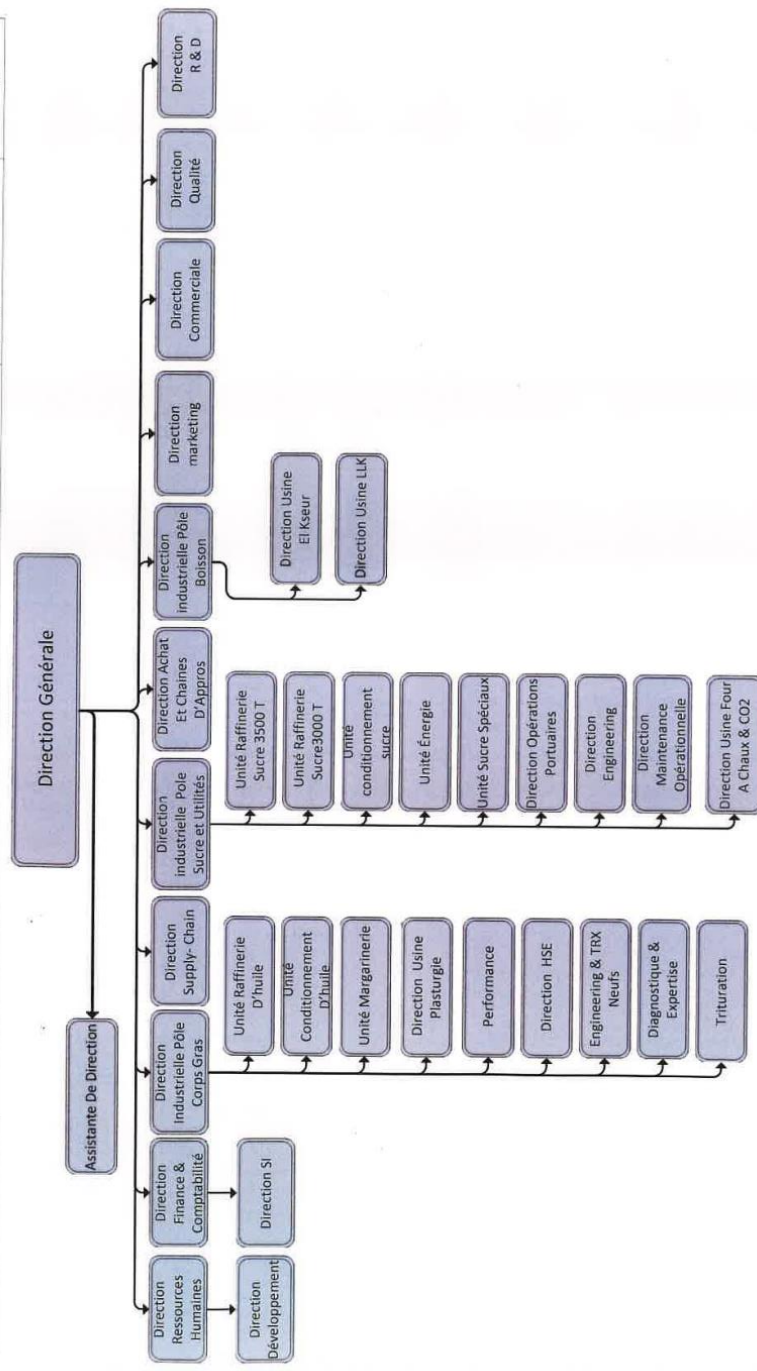 Direction Générale
Assistante De Direction
Direction
Ressources
Humaines
Direction
Finance &
Comptabilité
Direction
Industrielle Pôle
Corps Gras
Direction
Supply- Chain
Direction
industrielle Pole
Sucre et Utilités
Direction Achat
Et Chaines
D'Appros
Direction
industrielle Pôle
Boisson
Direction
marketing
Direction
Commerciale
Direction
Qualité
Direction
R & D
Direction
Développement
Direction SI
Unité Raffinerie
D'huile
Unité
Conditionnement
D'huile
Unité Margarinerie
Direction Usine
Plasturgie
Performance
Direction HSE
Engineering & TRX
Neufs
Diagnostique &
Expertise
Trituration
Unité Raffinerie
Sucre 3500 T
Unité Raffinerie
Sucre3000 T
Unité
conditionnement
sucre
Unité Énergie
Unité Sucre Spéciaux
Direction Opérations
Portuaires
Direction
Engineering
Direction
Maintenance
Opérationnelle
Direction Usine Four
A Chaux & CO2
Direction Usine
El Kseur
Direction Usine LLK